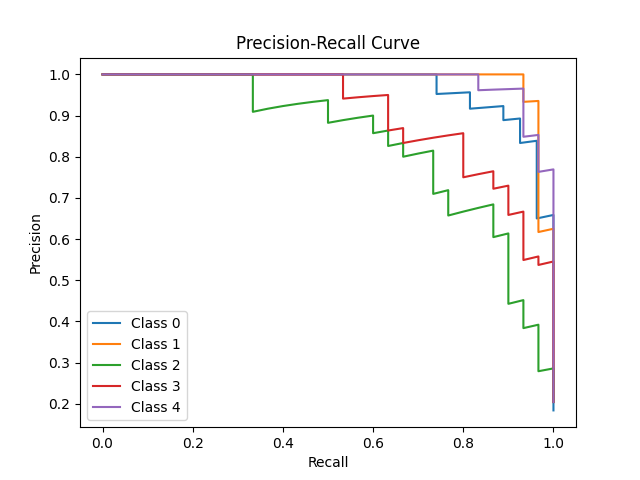 Precision-Recall Curve
1.0
0.9
0.8
0.7
0.6
0.5
0.4
0.3
0.2
Precision
Class 0
Class 1
Class 2
Class 3
Class 4
0.0 0.2 0.4 0.6 0.8 1.0
Recall